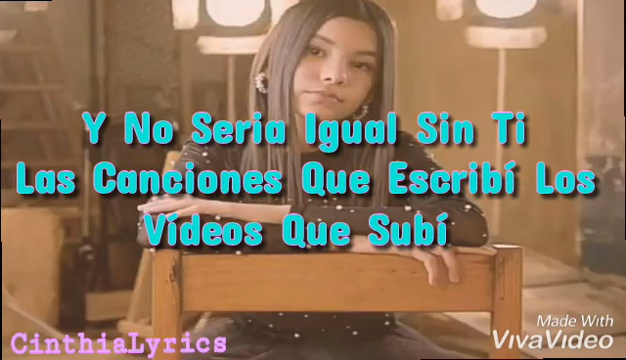 Y No Seria Igual Sin Ti
Las Canciones Que Escribí Los
Vídeos Que Subí
CinthiaLyrics
Made With
VivaVideo